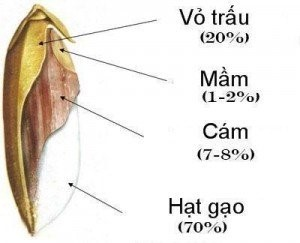 Vỏ trấu
(20%)
Mầm
(1-2%)
Cám
(7-8%)
Hạt gạo
(70%)